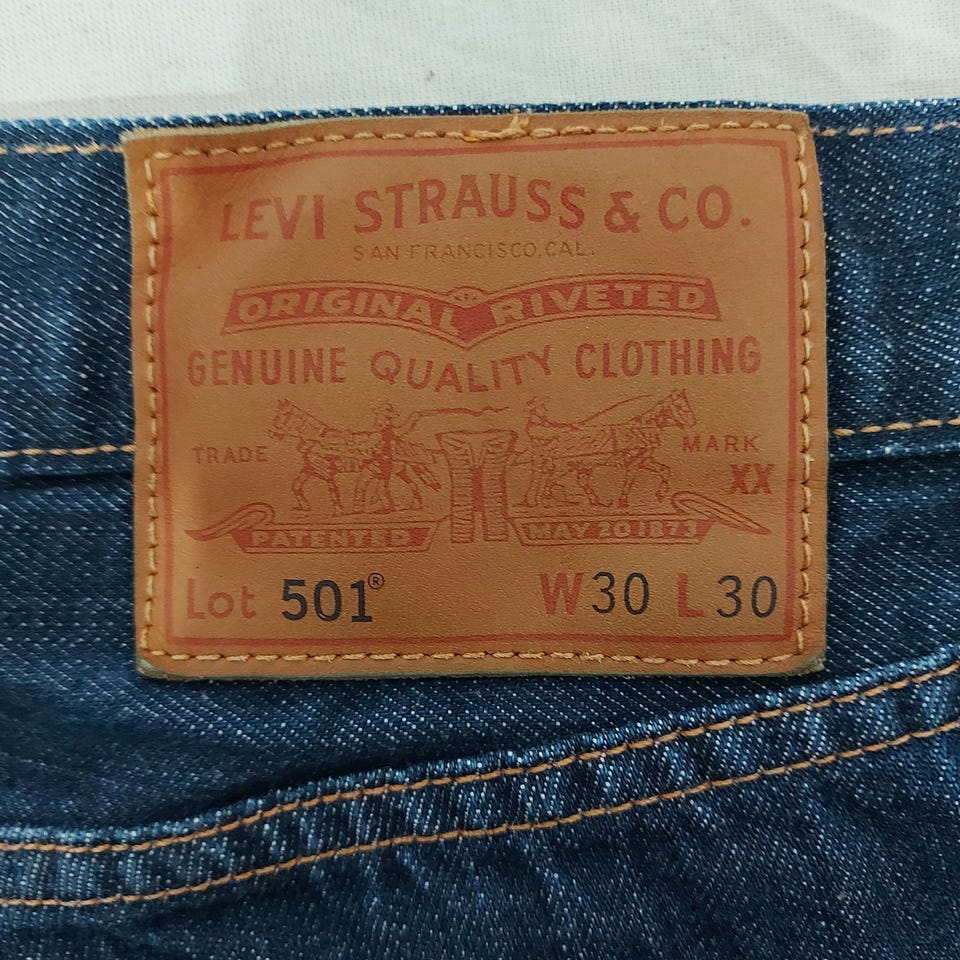 LEVI STRAUSS & CO.
SAN FRANCISCO, CAL.
ORIGINAL RIVETED
GENUINE QUALITY CLOTHING
TRADE MARK
XX
PATENTED MAY 20 1873
Lot 501® W30 L30